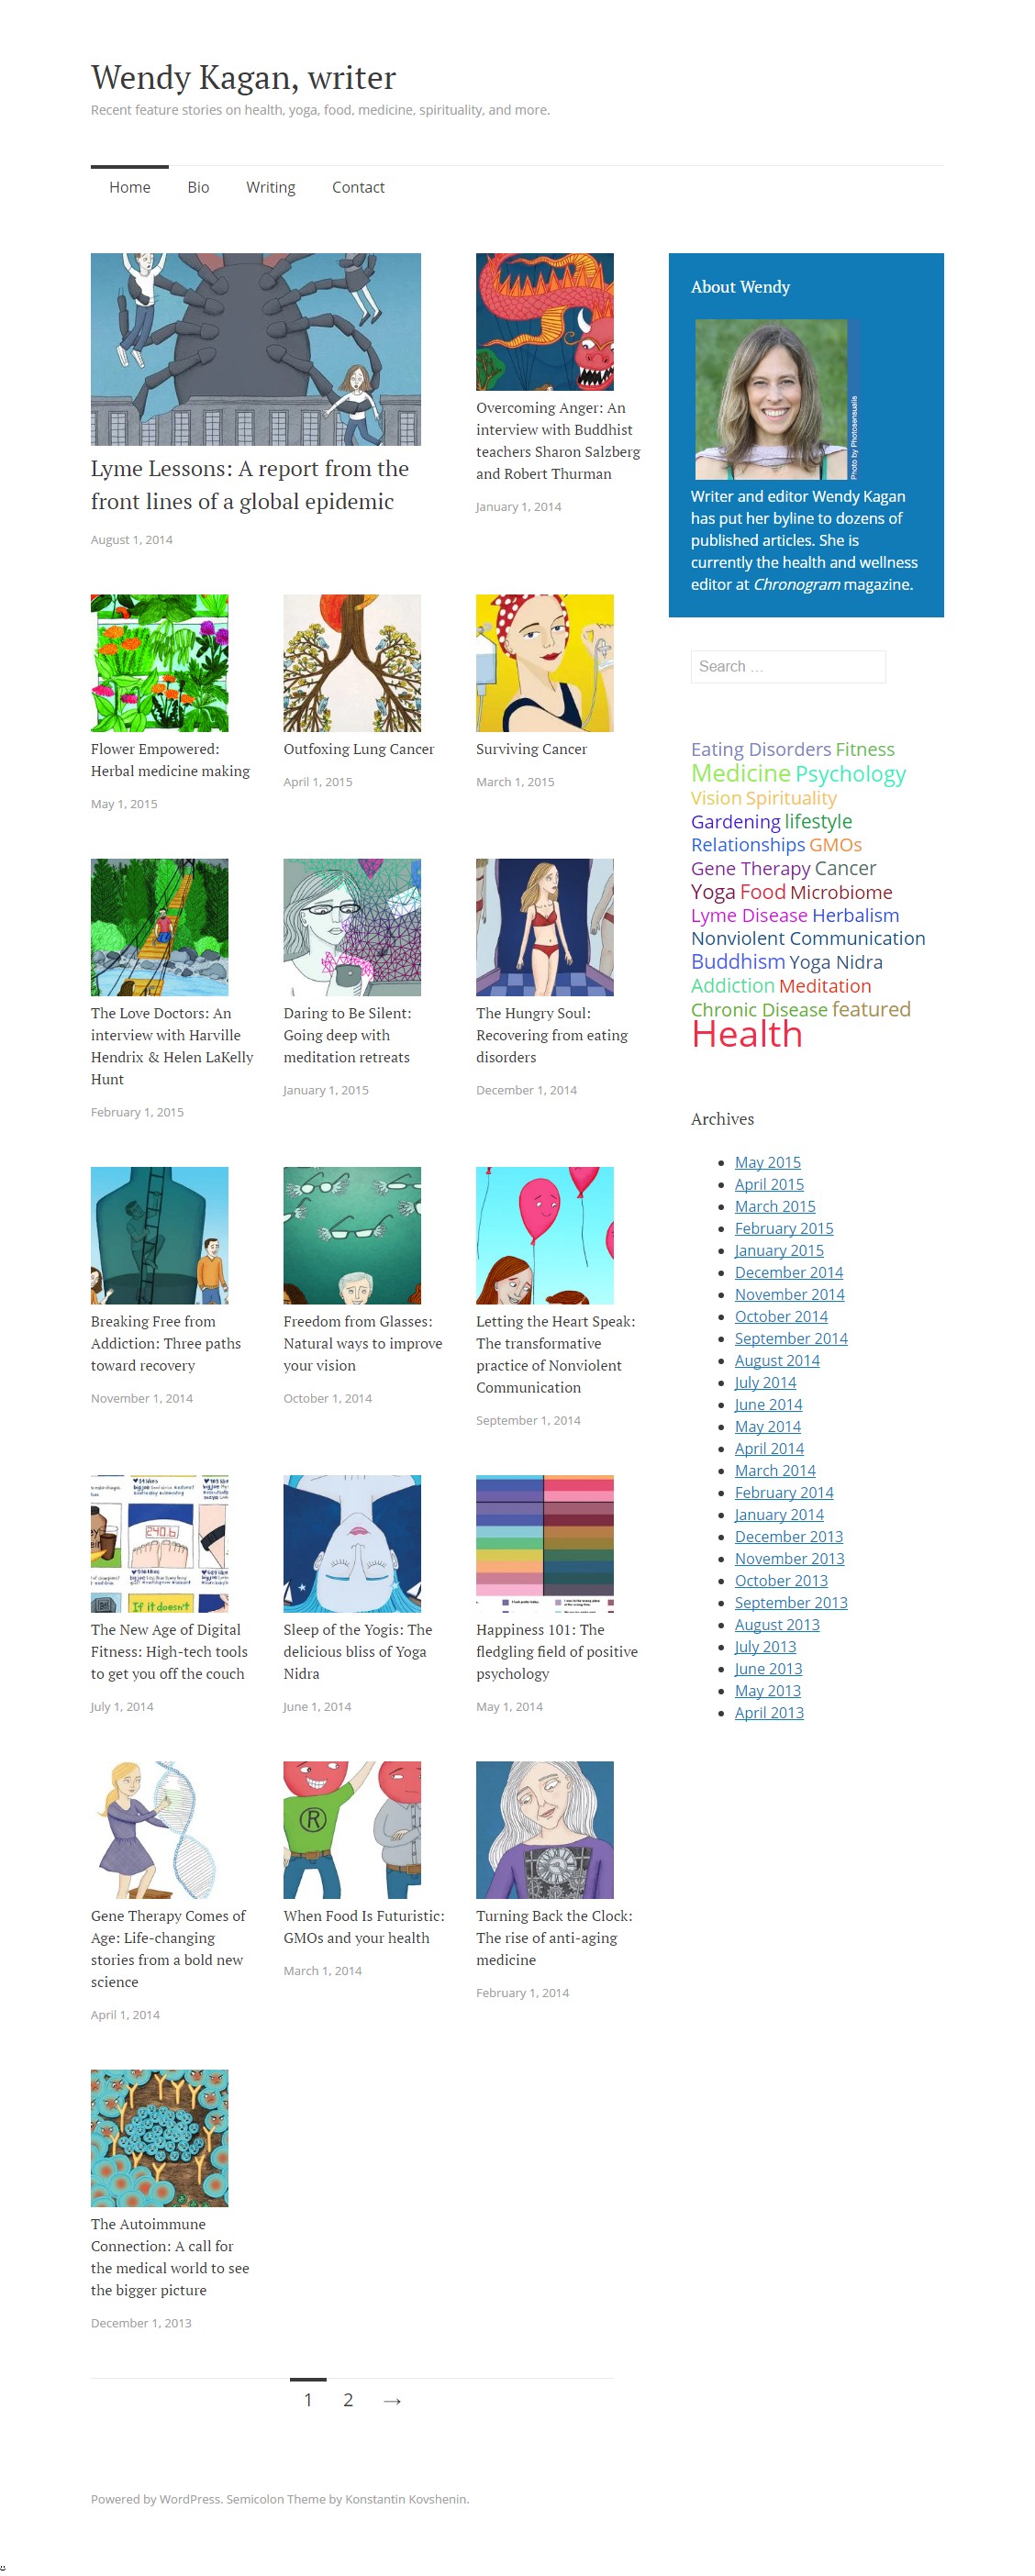 Wendy Kagan, writer
Recent feature stories on health, yoga, food, medicine, spirituality, and more.
Home
Bio
Writing
Contact
Lyme Lessons: A report from the
front lines of a global epidemic
August 1, 2014
Overcoming Anger: An
interview with Buddhist
teachers Sharon Salzberg
and Robert Thurman
January 1, 2014
Flower Empowered:
Herbal medicine making
May 1, 2015
Outfoxing Lung Cancer
April 1, 2015
Surviving Cancer
March 1, 2015
The Love Doctors: An
interview with Harville
Hendrix & Helen LaKelly
Hunt
February 1, 2015
Daring to Be Silent:
Going deep with
meditation retreats
January 1, 2015
The Hungry Soul:
Recovering from eating
disorders
December 1, 2014
Breaking Free from
Addiction: Three paths
toward recovery
November 1, 2014
Freedom from Glasses:
Natural ways to improve
your vision
October 1, 2014
Letting the Heart Speak:
The transformative
practice of Nonviolent
Communication
September 1, 2014
240.6
If it doesn't
The New Age of Digital
Fitness: High-tech tools
to get you off the couch
July 1, 2014
Sleep of the Yogis: The
delicious bliss of Yoga
Nidra
June 1, 2014
Happiness 101: The
fledgling field of positive
psychology
May 1, 2014
Gene Therapy Comes of
Age: Life-changing
stories from a bold new
science
April 1, 2014
R
When Food Is Futuristic:
GMOs and your health
March 1, 2014
Turning Back the Clock:
The rise of anti-aging
medicine
February 1, 2014
The Autoimmune
Connection: A call for
the medical world to see
the bigger picture
December 1, 2013
1 2 →
About Wendy
Photo by Photosensualis
Writer and editor Wendy Kagan
has put her byline to dozens of
published articles. She is
currently the health and wellness
editor at Chronogram magazine.
Search ...
Eating Disorders Fitness
Medicine Psychology
Vision Spirituality
Gardening lifestyle
Relationships GMOs
Gene Therapy Cancer
Yoga Food Microbiome
Lyme Disease Herbalism
Nonviolent Communication
Buddhism Yoga Nidra
Addiction Meditation
Chronic Disease featured
Health
Archives
May 2015
April 2015
March 2015
February 2015
January 2015
December 2014
November 2014
October 2014
September 2014
August 2014
July 2014
June 2014
May 2014
April 2014
March 2014
February 2014
January 2014
December 2013
November 2013
October 2013
September 2013
August 2013
July 2013
June 2013
May 2013
April 2013
Powered by WordPress. Semicolon Theme by Konstantin Kovshenin.